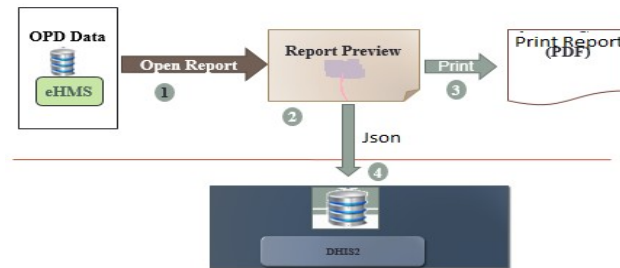 OPD Data
eHMS
Open Report
1
Report Preview
2
Print
3
Print Report
(PDF)
Json
4
DHIS2